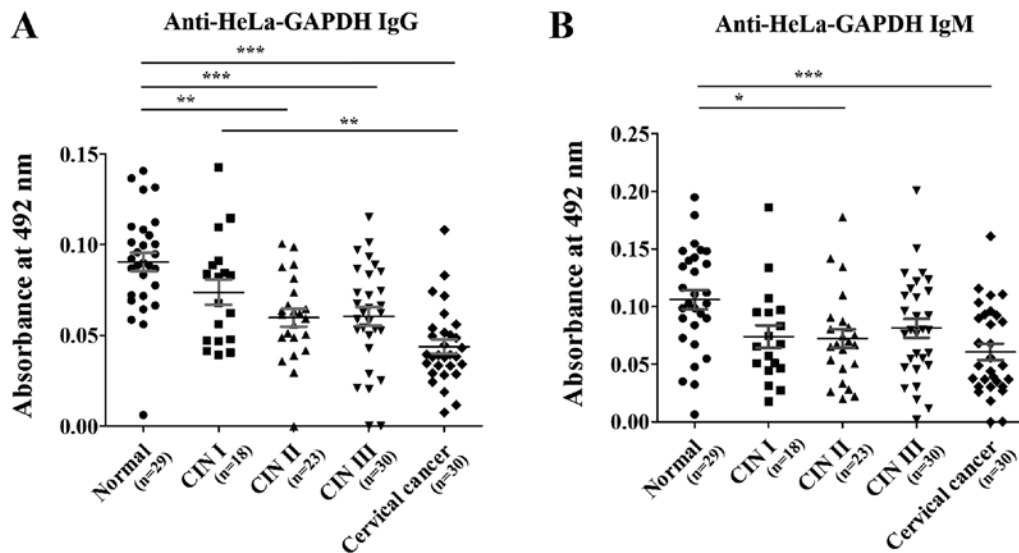 A
Anti-HeLa-GAPDH IgG
***
***
**
**
Absorbance at 492 nm
0.15
0.10
0.05
0.00
Normal
(n=29)
CIN I
(n=18)
CIN II
(n=23)
CIN III
(n=30)
Cervical cancer
(n=30)
B
Anti-HeLa-GAPDH IgM
***
*
Absorbance at 492 nm
0.25
0.20
0.15
0.10
0.05
0.00
Normal
(n=29)
CIN I
(n=18)
CIN II
(n=23)
CIN III
(n=30)
Cervical cancer
(n=30)